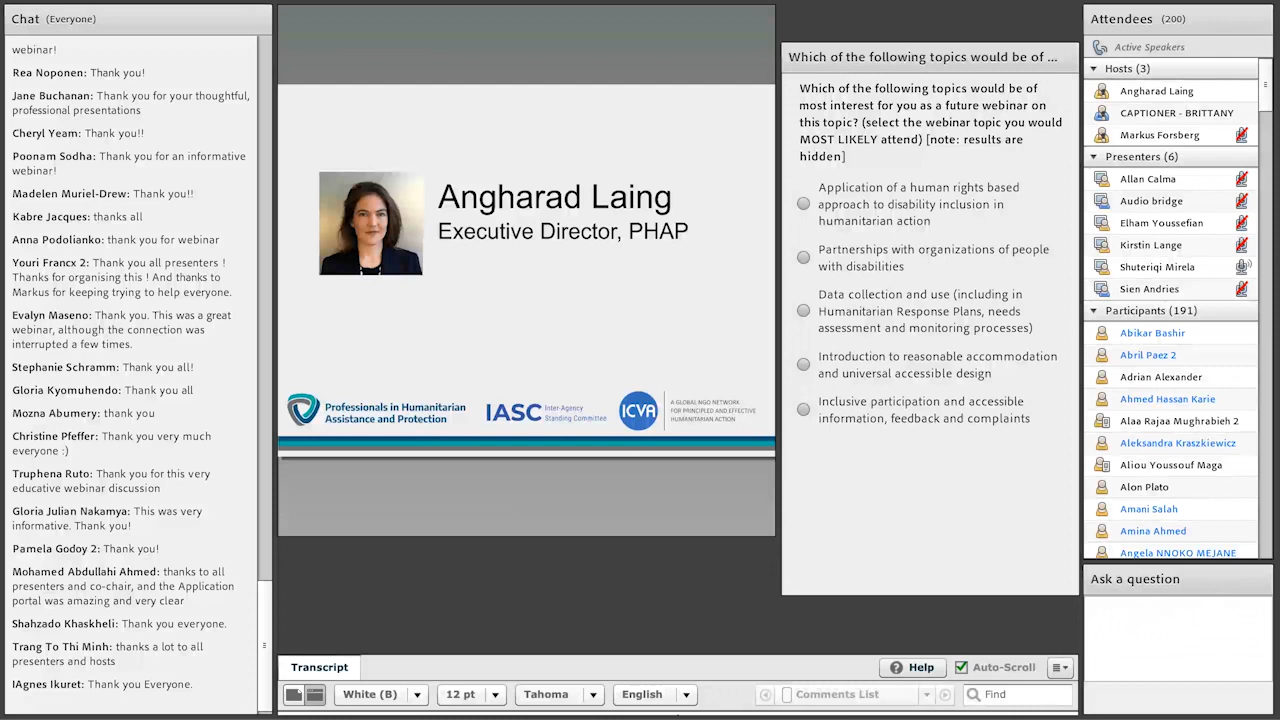 Chat (Everyone)
webinar!
Rea Noponen: Thank you!
Jane Buchanan: Thank you for your thoughtful,
professional presentations
Cheryl Yeam: Thank you!!
Poonam Sodha: Thank you for an informative
webinar!
Madelen Muriel-Drew: Thank you!!
Kabre Jacques: thanks all
Anna Podolianko: thank you for webinar
Youri Francx 2: Thank you all presenters !
Thanks for organising this ! And thanks to
Markus for keeping trying to help everyone.
Evalyn Maseno: Thank you. This was a great
webinar, although the connection was
interrupted a few times.
Stephanie Schramm: Thank you all!
Gloria Kyomuhendo: Thank you all
Mozna Abumery: thank you
Christine Pfeffer: Thank you very much
everyone :)
Truphena Ruto: Thank you for this very
educative webinar discussion
Gloria Julian Nakamya: This was very
informative. Thank you!
Pamela Godoy 2: Thank you!
Mohamed Abdullahi Ahmed: thanks to all
presenters and co-chair, and the Application
portal was amazing and very clear
Shahzado Khaskheli: Thank you everyone.
Trang To Thi Minh: thanks a lot to all
presenters and hosts
IAgnes Ikuret: Thank you Everyone.
Angharad Laing
Executive Director, PHAP
Professionals in Humanitarian
Assistance and Protection
IASC Inter-Agency
Standing Committee
ICVA
A GLOBAL NGO NETWORK
FOR PRINCIPLED AND EFFECTIVE
HUMANITARIAN ACTION
Which of the following topics would be of ...
Which of the following topics would be of
most interest for you as a future webinar on
this topic? (select the webinar topic you would
MOST LIKELY attend) [note: results are
hidden]
Application of a human rights based
approach to disability inclusion in
humanitarian action
Partnerships with organizations of people
with disabilities
Data collection and use (including in
Humanitarian Response Plans, needs
assessment and monitoring processes)
Introduction to reasonable accommodation
and universal accessible design
Inclusive participation and accessible
information, feedback and complaints
Transcript
Help
Auto-Scroll
White (B)
12 pt
Tahoma
English
Comments List
Find
Attendees (200)
Active Speakers
Hosts (3)
Angharad Laing
CAPTIONER - BRITTANY
Markus Forsberg
Presenters (6)
Allan Calma
Audio bridge
Elham Youssefian
Kirstin Lange
Shuteriqi Mirela
Sien Andries
Participants (191)
Abikar Bashir
Abril Paez 2
Adrian Alexander
Ahmed Hassan Karie
Alaa Rajaa Mughrabieh 2
Aleksandra Kraszkiewicz
Aliou Youssouf Maga
Alon Plato
Amani Salah
Amina Ahmed
Angela NNOKO MEJANE
Ask a question